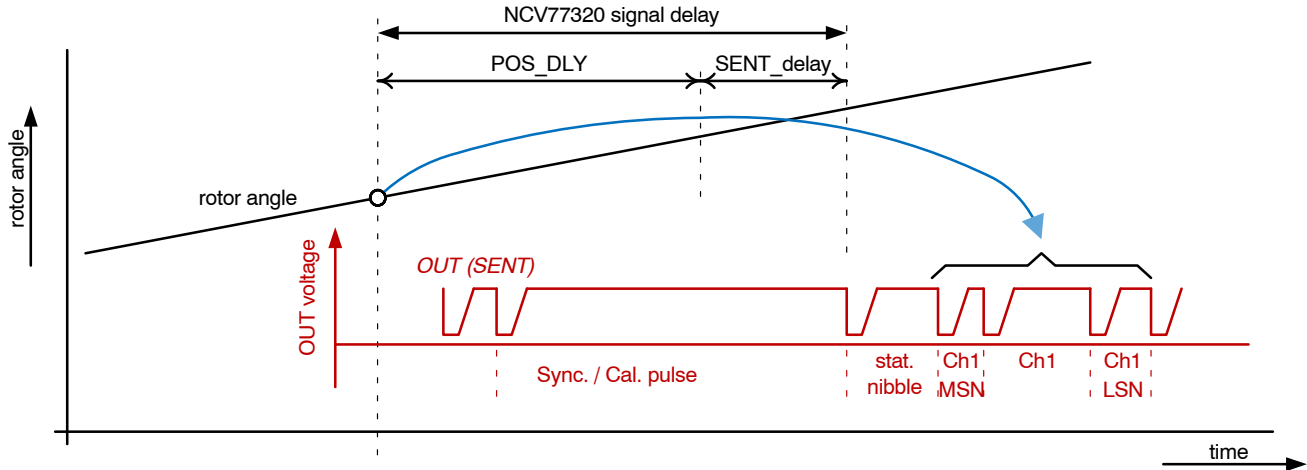 NCV77320 signal delay
POS_DLY
SENT_delay
rotor angle
rotor angle
OUT voltage
OUT (SENT)
Sync. / Cal. pulse
stat.
nibble
Ch1
MSN
Ch1
Ch1
LSN
time